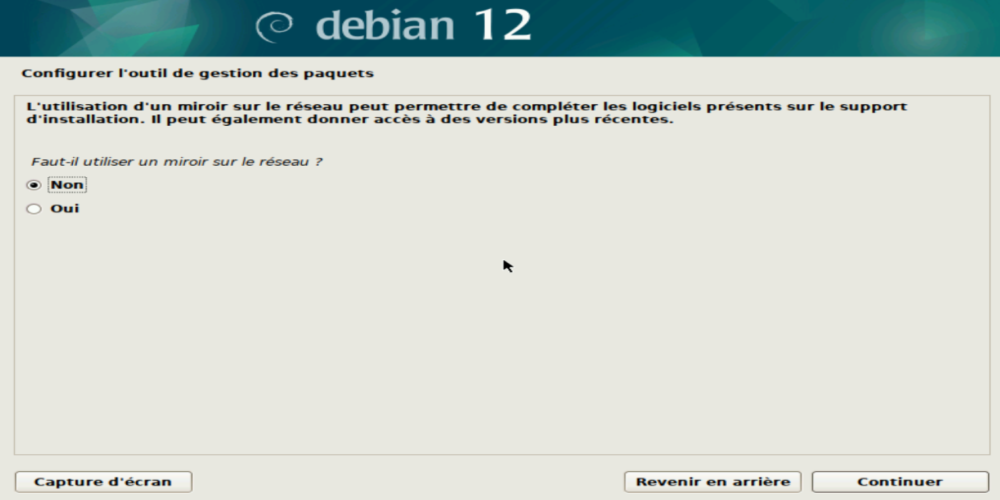 debian 12
Configurer l'outil de gestion des paquets
L'utilisation d'un miroir sur le réseau peut permettre de compléter les logiciels présents sur le support
d'installation. Il peut également donner accès à des versions plus récentes.
Faut-il utiliser un miroir sur le réseau ?
Non
Oui
Capture d'écran
Revenir en arrière
Continuer